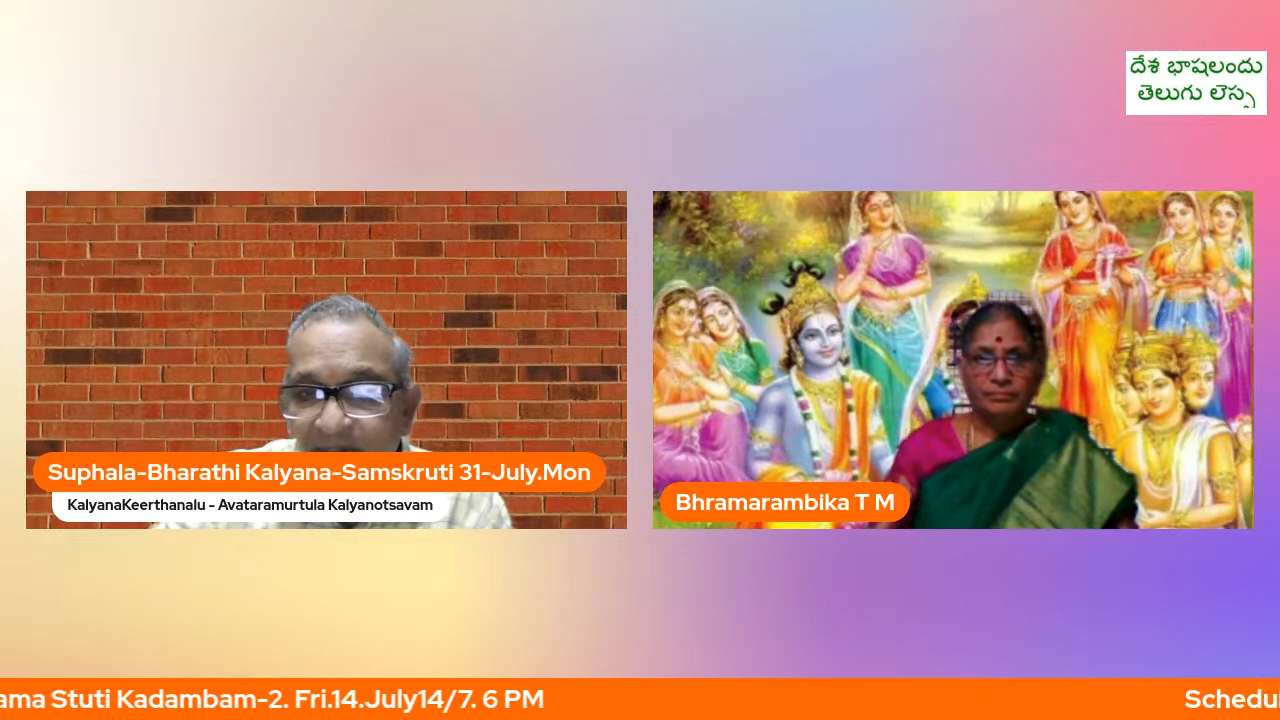 దేశ భాషలందు
తెలుగు లెస్స
Suphala-Bharathi Kalyana-Samskruti 31-July.Mon
KalyanaKeerthanalu - Avataramurtula Kalyanotsavam
Bhramarambika T M
ama Stuti Kadambam-2. Fri.14.July14/7. 6 PM
Schedul